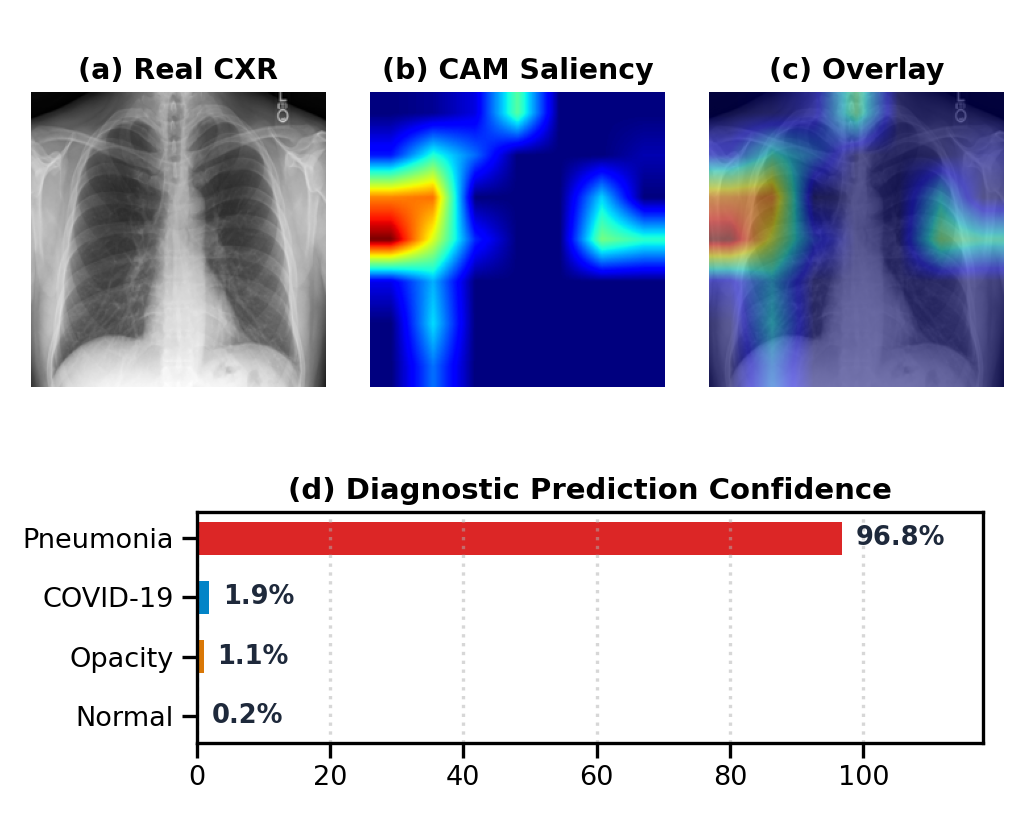 (a) Real CXR
(b) CAM Saliency
(c) Overlay
(d) Diagnostic Prediction Confidence
Pneumonia
96.8%
COVID-19
1.9%
Opacity
1.1%
Normal
0.2%
0 20 40 60 80 100